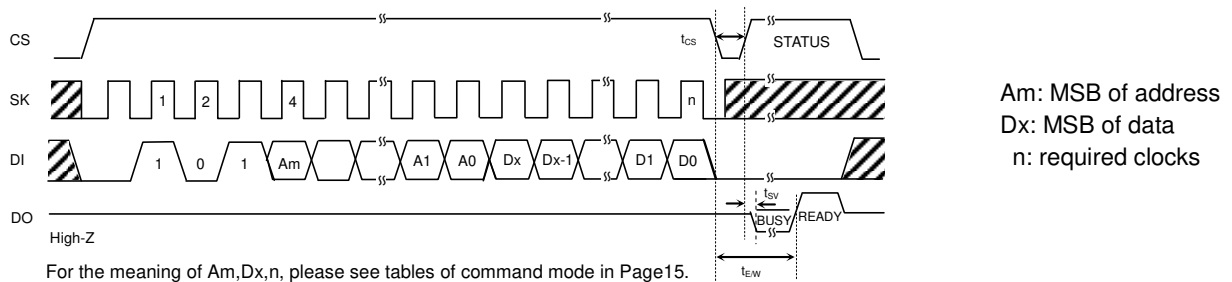 CS
tCS
STATUS
SK
1
2
4
n
Am: MSB of address
Dx: MSB of data
n: required clocks
DI
1
0
1
Am
A1
A0
Dx
Dx-1
D1
D0
tSV
DO
BUSY
READY
High-Z
tE/W
For the meaning of Am,Dx,n, please see tables of command mode in Page15.